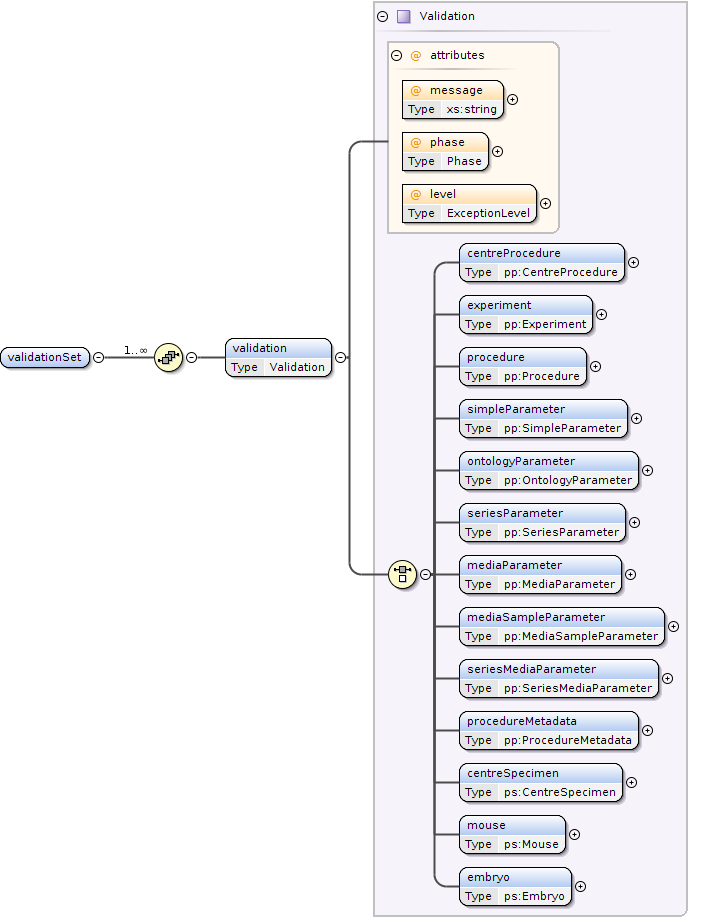 Validation
@ attributes
@ message
Type xs:string
@ phase
Type Phase
@ level
Type ExceptionLevel
validationSet
1..∞
validation
Type Validation
centreProcedure
Type pp:CentreProcedure
experiment
Type pp:Experiment
procedure
Type pp:Procedure
simpleParameter
Type pp:SimpleParameter
ontologyParameter
Type pp:OntologyParameter
seriesParameter
Type pp:SeriesParameter
mediaParameter
Type pp:MediaParameter
mediaSampleParameter
Type pp:MediaSampleParameter
seriesMediaParameter
Type pp:SeriesMediaParameter
procedureMetadata
Type pp:ProcedureMetadata
centreSpecimen
Type ps:CentreSpecimen
mouse
Type ps:Mouse
embryo
Type ps:Embryo